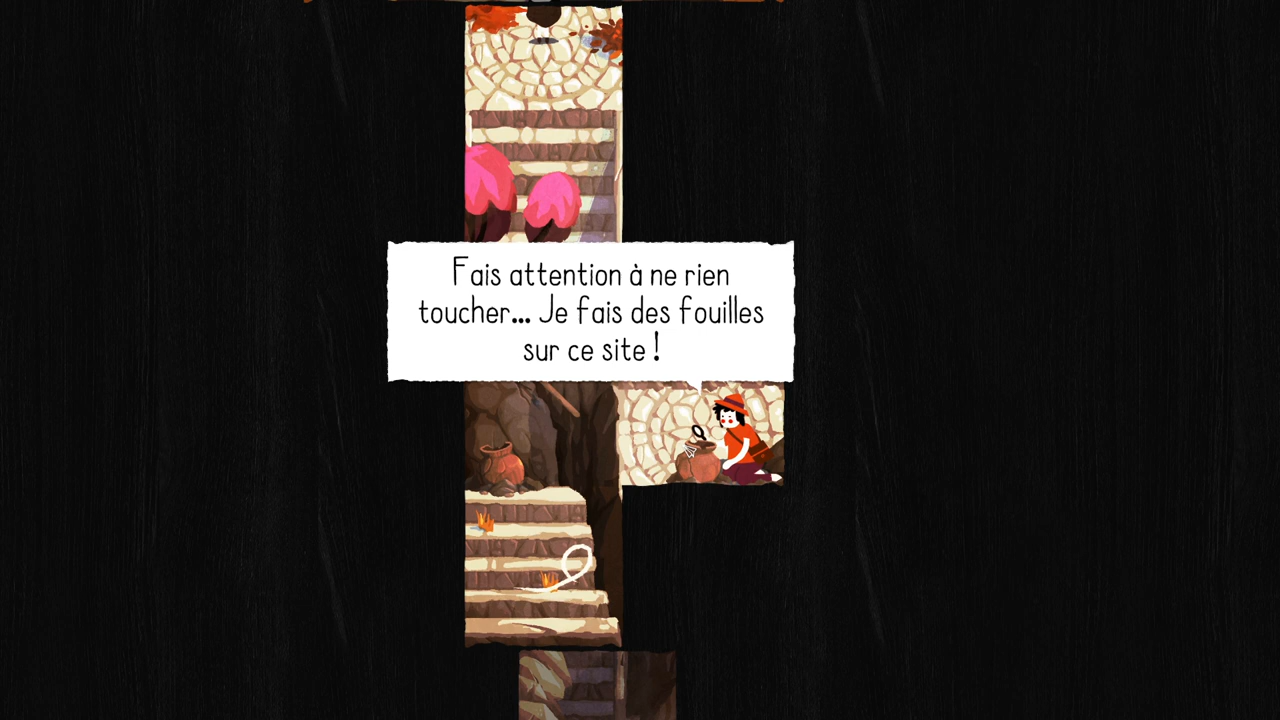 Fais attention à ne rien
toucher... Je fais des fouilles
sur ce site !